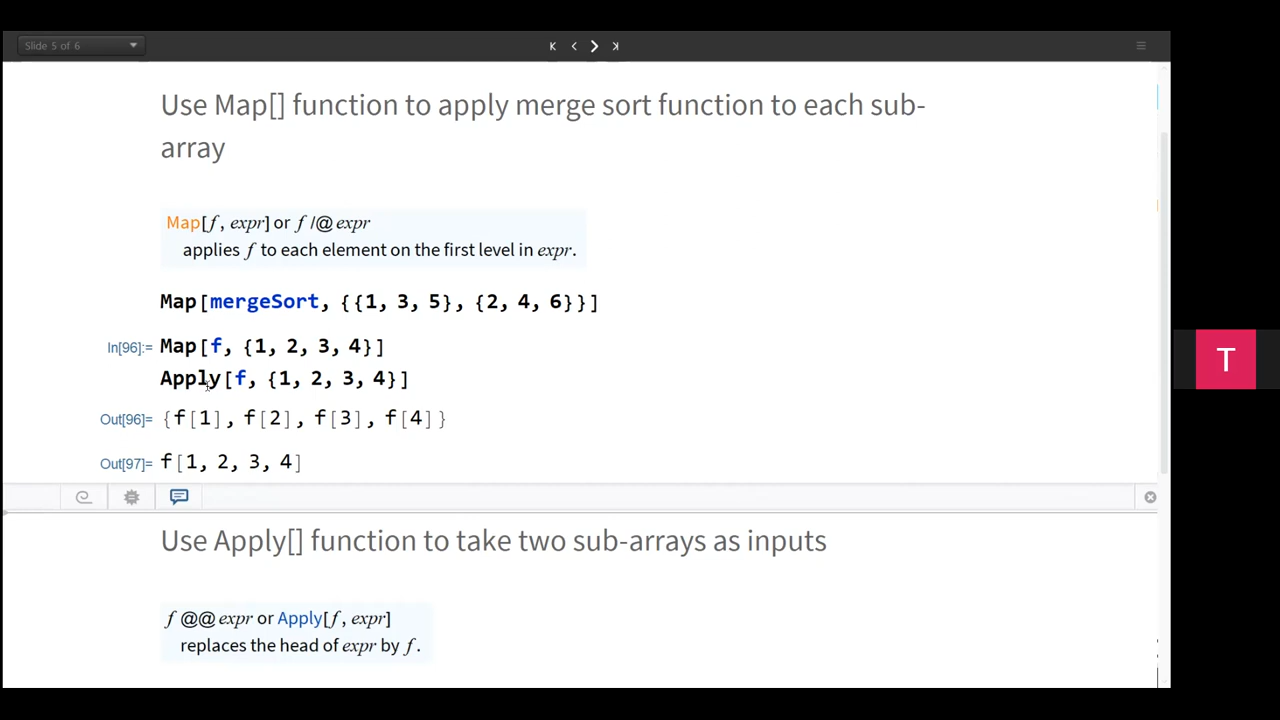 Slide 5 of 6
Use Map[] function to apply merge sort function to each sub-
array
Map[f, expr] or f /@ expr
applies f to each element on the first level in expr.
Map[mergeSort, {{1, 3, 5}, {2, 4, 6}}]
In[96]:= Map[f, {1, 2, 3, 4}]
Apply[f, {1, 2, 3, 4}]
Out[96]= {f[1], f[2], f[3], f[4]}
Out[97]= f[1, 2, 3, 4]
T
Use Apply[] function to take two sub-arrays as inputs
f @@ expr or Apply[f, expr]
replaces the head of expr by f.